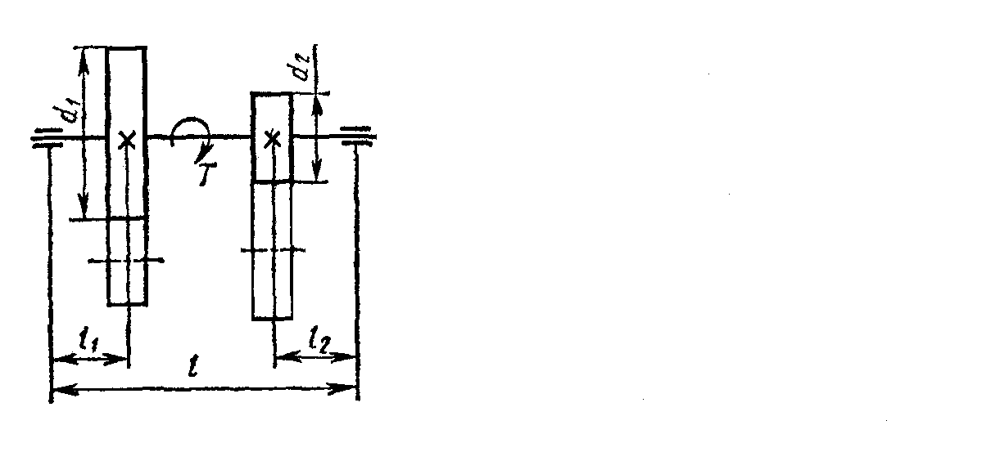 d₂
d₁
T
l₁
l₂
l